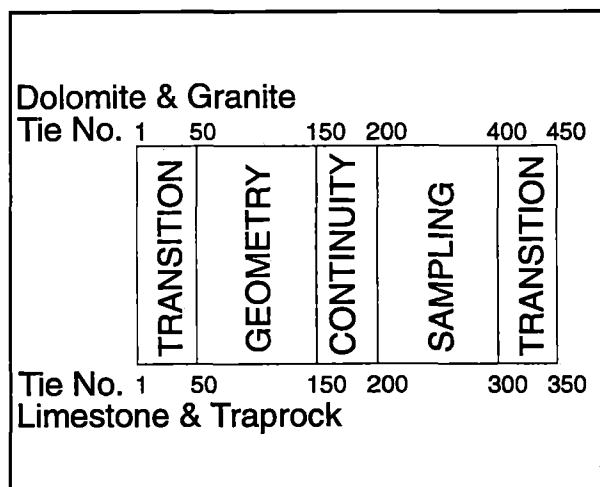 Dolomite & Granite
Tie No. 1 50 150 200 400 450
TRANSITION
GEOMETRY
CONTINUITY
SAMPLING
TRANSITION
Tie No. 1 50 150 200 300 350
Limestone & Traprock